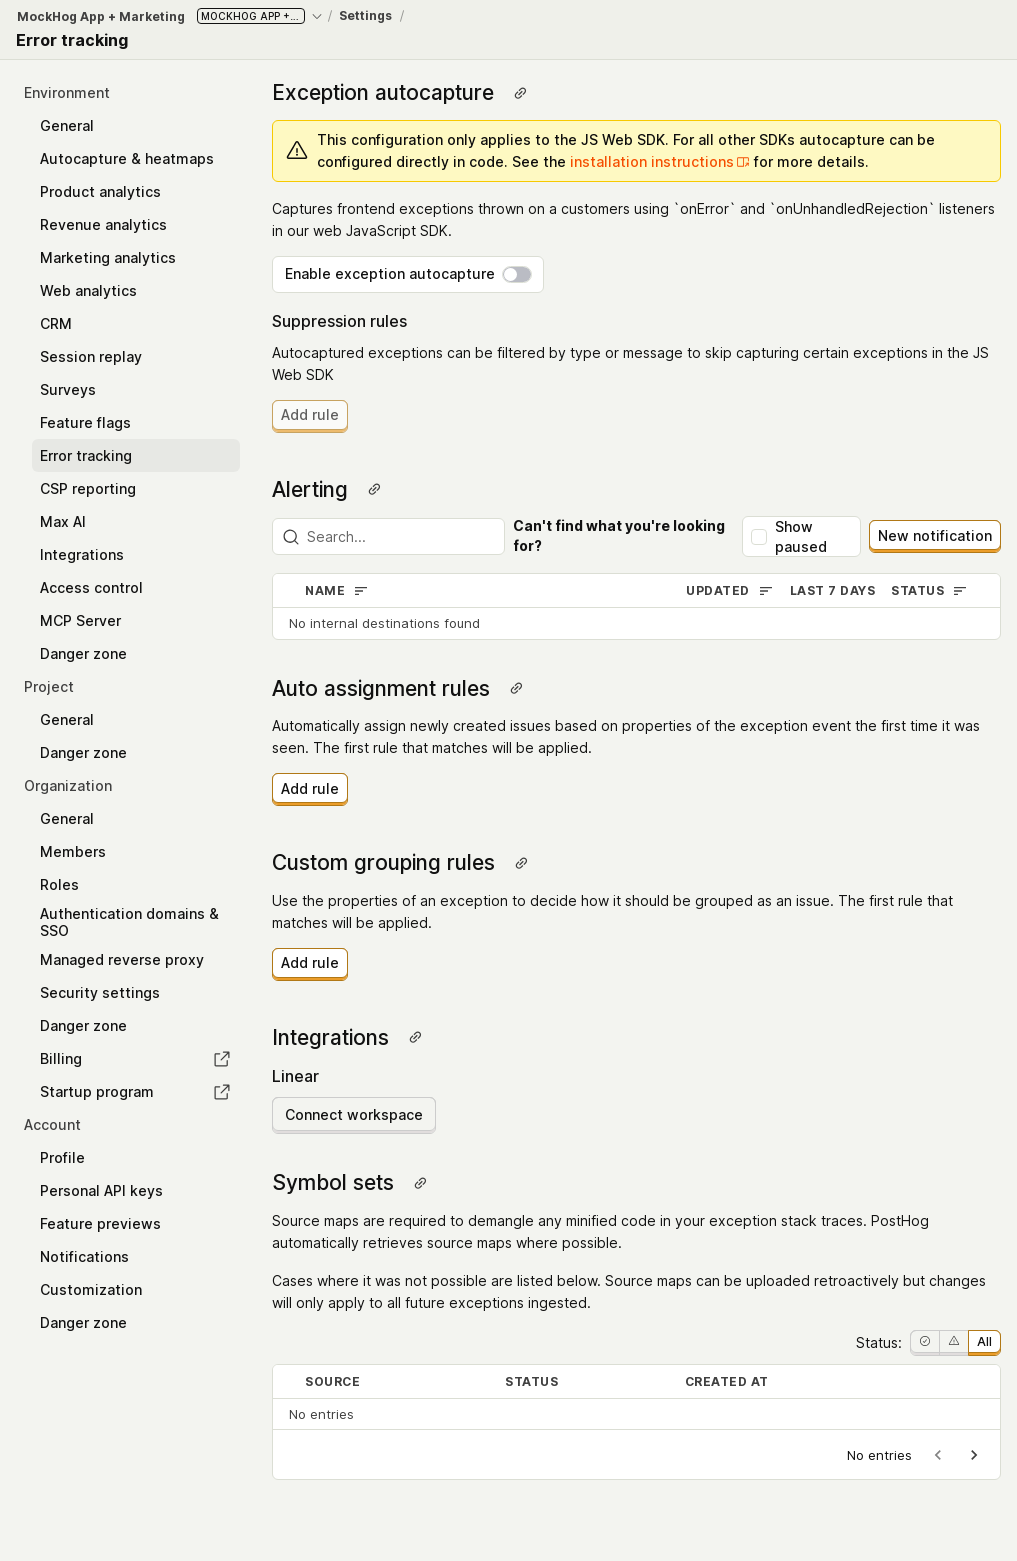 MockHog App + Marketing
MOCKHOG APP +...
/
Settings
/
Error tracking
Environment
General
Autocapture & heatmaps
Product analytics
Revenue analytics
Marketing analytics
Web analytics
CRM
Session replay
Surveys
Feature flags
Error tracking
CSP reporting
Max AI
Integrations
Access control
MCP Server
Danger zone
Project
General
Danger zone
Organization
General
Members
Roles
Authentication domains &
SSO
Managed reverse proxy
Security settings
Danger zone
Billing
Startup program
Account
Profile
Personal API keys
Feature previews
Notifications
Customization
Danger zone
Exception autocapture
This configuration only applies to the JS Web SDK. For all other SDKs autocapture can be
configured directly in code. See the installation instructions for more details.
Captures frontend exceptions thrown on a customers using `onError` and `onUnhandledRejection` listeners
in our web JavaScript SDK.
Enable exception autocapture
Suppression rules
Autocaptured exceptions can be filtered by type or message to skip capturing certain exceptions in the JS
Web SDK
Add rule
Alerting
Search...
Can't find what you're looking
for?
Show
paused
New notification
NAME UPDATED LAST 7 DAYS STATUS
No internal destinations found
Auto assignment rules
Automatically assign newly created issues based on properties of the exception event the first time it was
seen. The first rule that matches will be applied.
Add rule
Custom grouping rules
Use the properties of an exception to decide how it should be grouped as an issue. The first rule that
matches will be applied.
Add rule
Integrations
Linear
Connect workspace
Symbol sets
Source maps are required to demangle any minified code in your exception stack traces. PostHog
automatically retrieves source maps where possible.
Cases where it was not possible are listed below. Source maps can be uploaded retroactively but changes
will only apply to all future exceptions ingested.
Status: All
SOURCE STATUS CREATED AT
No entries
No entries